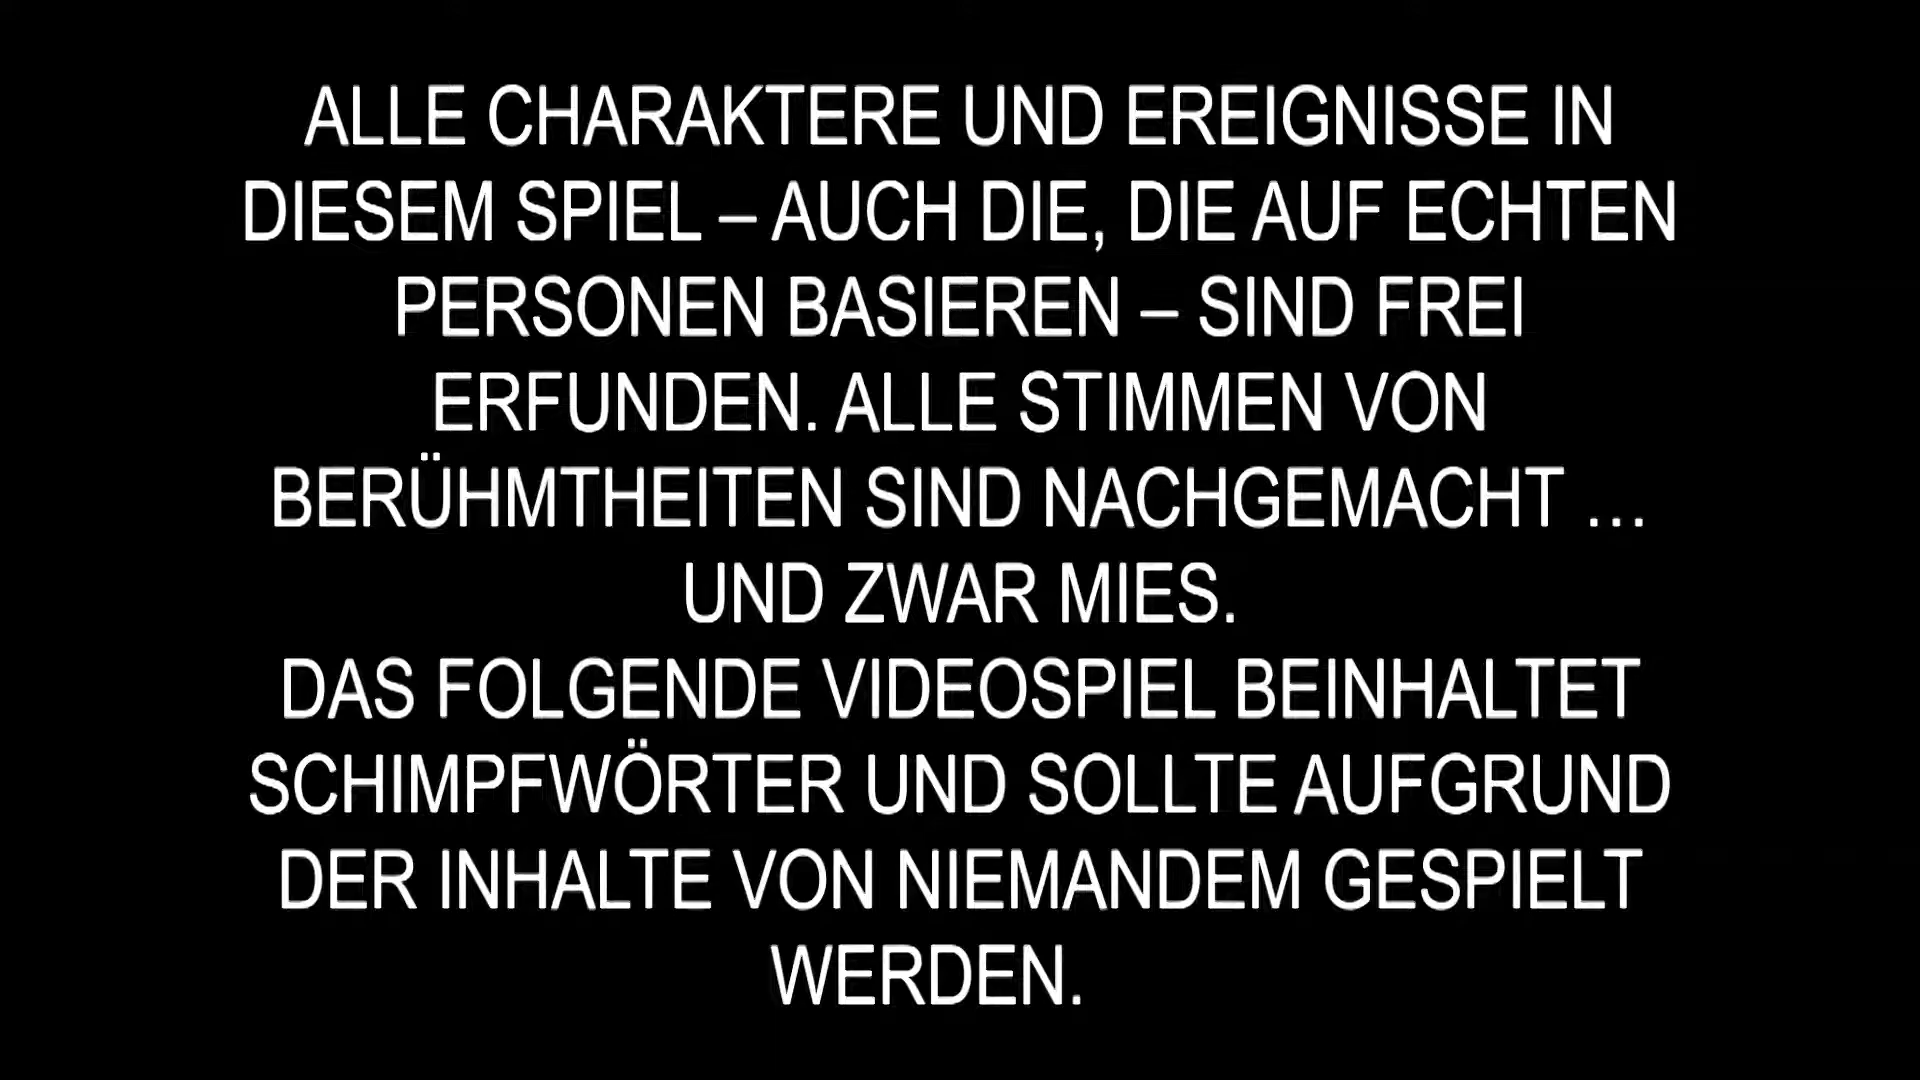 ALLE CHARAKTERE UND EREIGNISSE IN
DIESEM SPIEL – AUCH DIE, DIE AUF ECHTEN
PERSONEN BASIEREN – SIND FREI
ERFUNDEN. ALLE STIMMEN VON
BERÜHMTHEITEN SIND NACHGEMACHT …
UND ZWAR MIES.
DAS FOLGENDE VIDEOSPIEL BEINHALTET
SCHIMPFWÖRTER UND SOLLTE AUFGRUND
DER INHALTE VON NIEMANDEM GESPIELT
WERDEN.